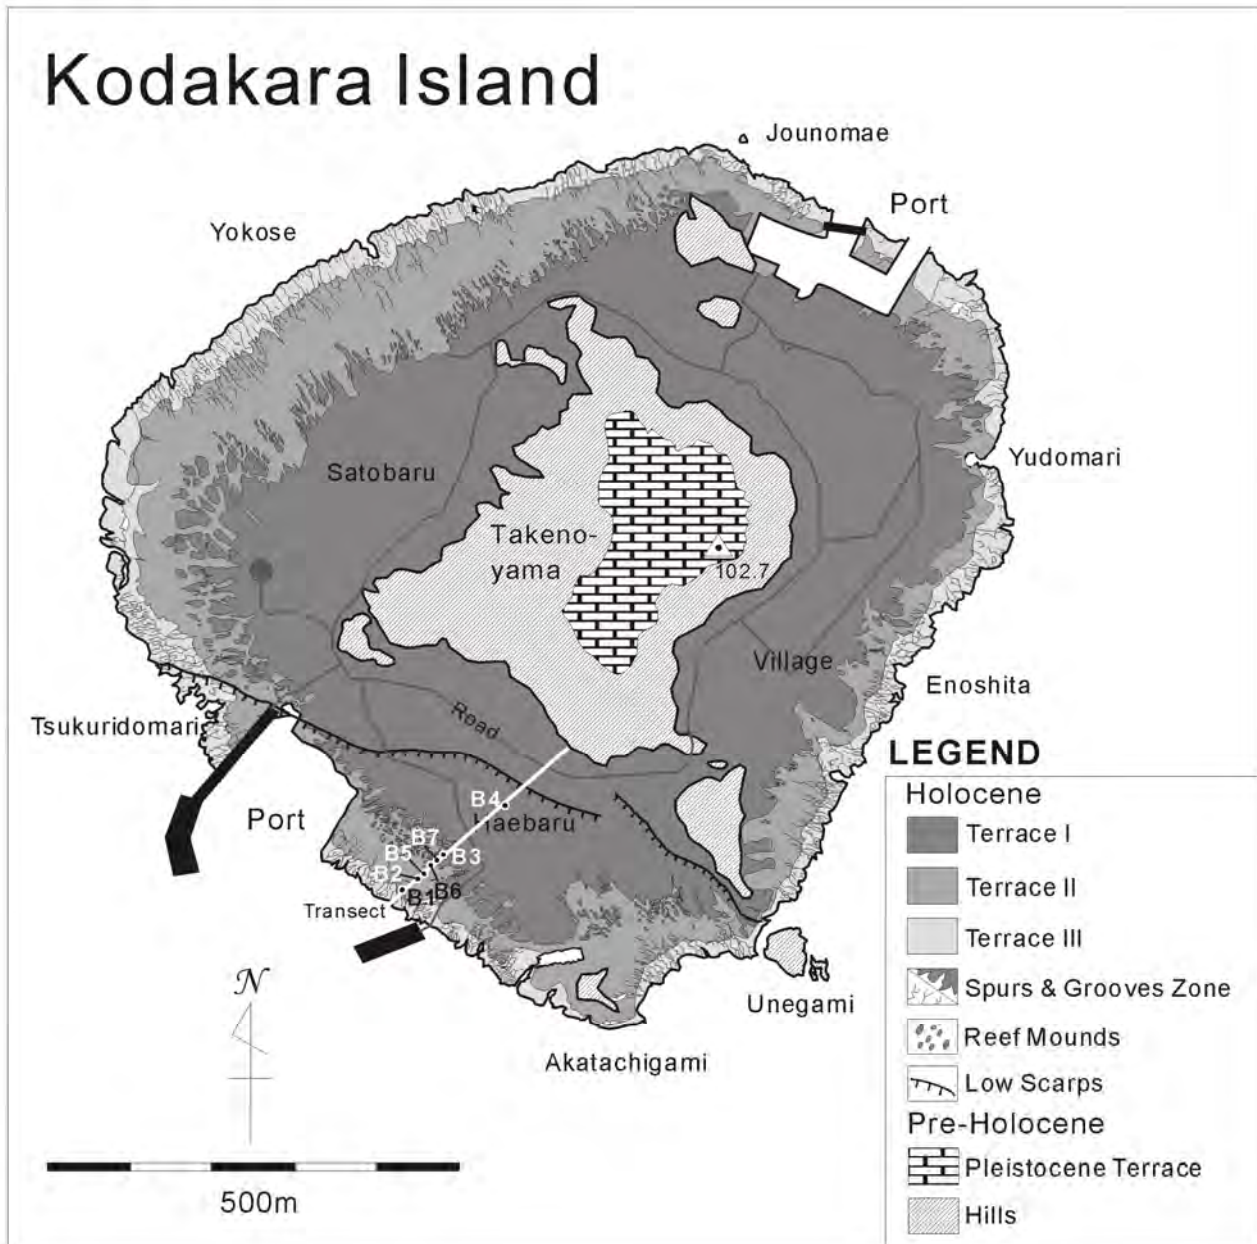 Kodakara Island
Jounomae
Port
Yokose
Satobaru
Yudomari
Takeno-
yama
102.7
Village
Enoshita
Tsukuridomari
Road
Port
B4
Haebaru
B7
B5
B3
B2
B1
B6
Transect
N
Unegami
Akatachigami
500m
LEGEND
Holocene
Terrace I
Terrace II
Terrace III
Spurs & Grooves Zone
Reef Mounds
Low Scarps
Pre-Holocene
Pleistocene Terrace
Hills